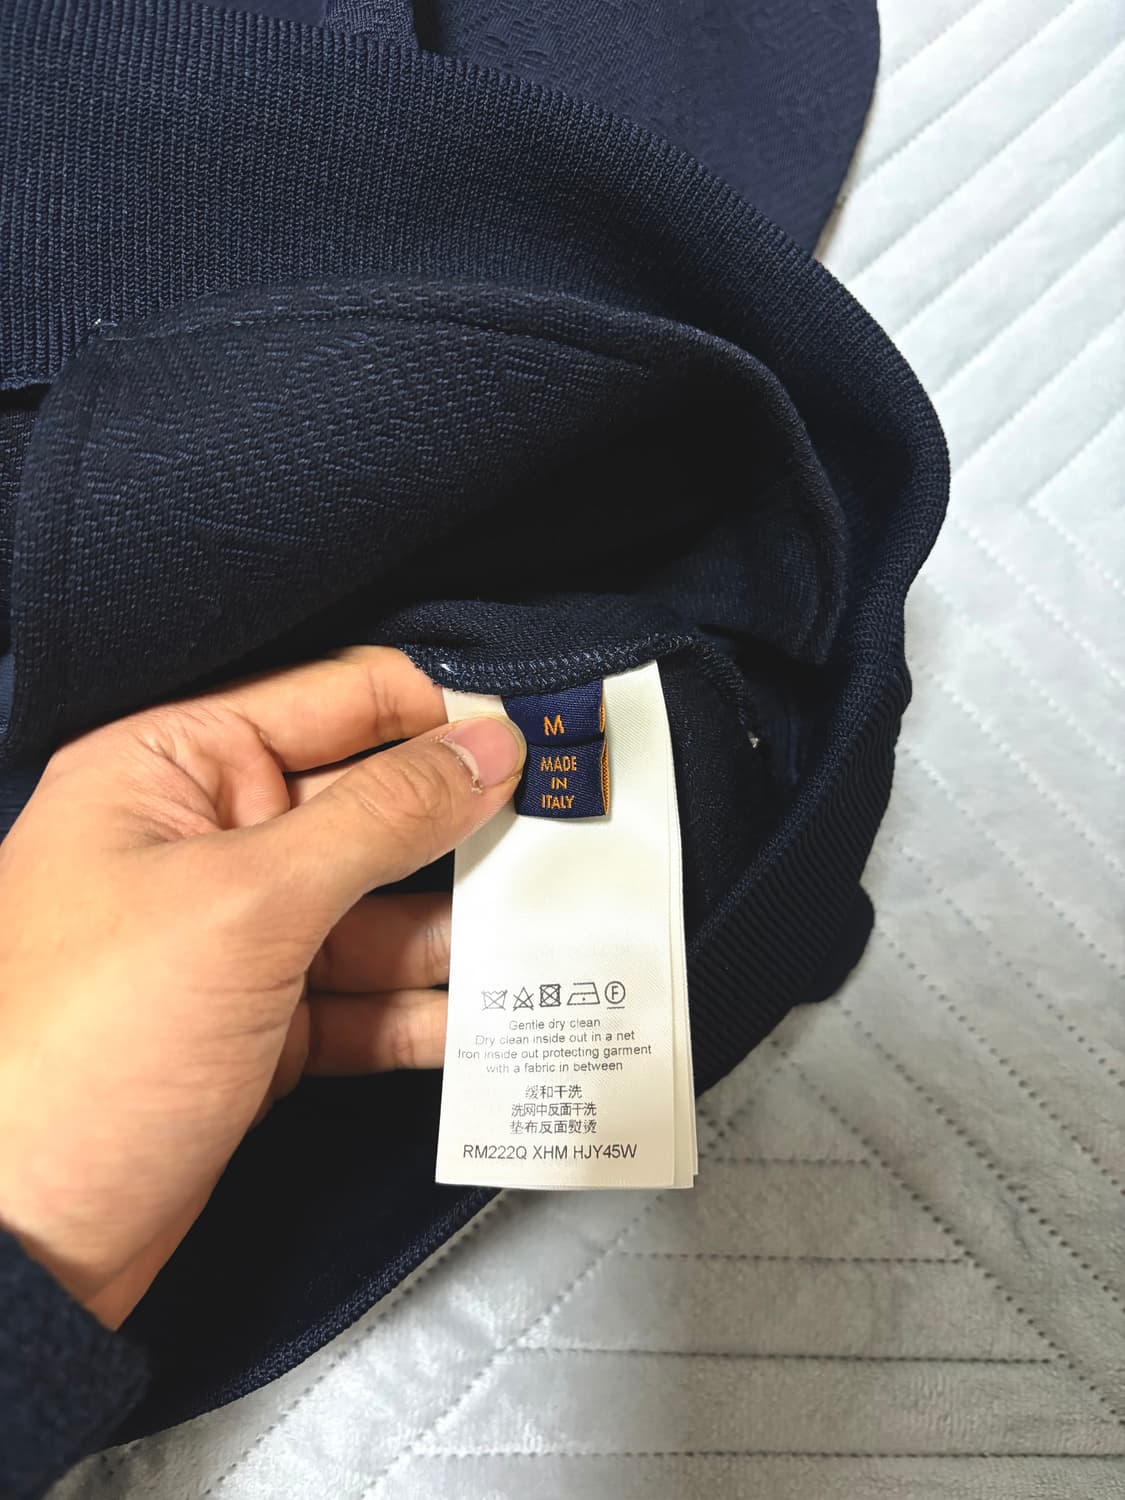 M
MADE
IN
ITALY
F
Gentle dry clean
Dry clean inside out in a net
Iron inside out protecting garment
with a fabric in between
缓和干洗
洗网中反面干洗
垫布反面熨烫
RM222Q XHM HJY45W